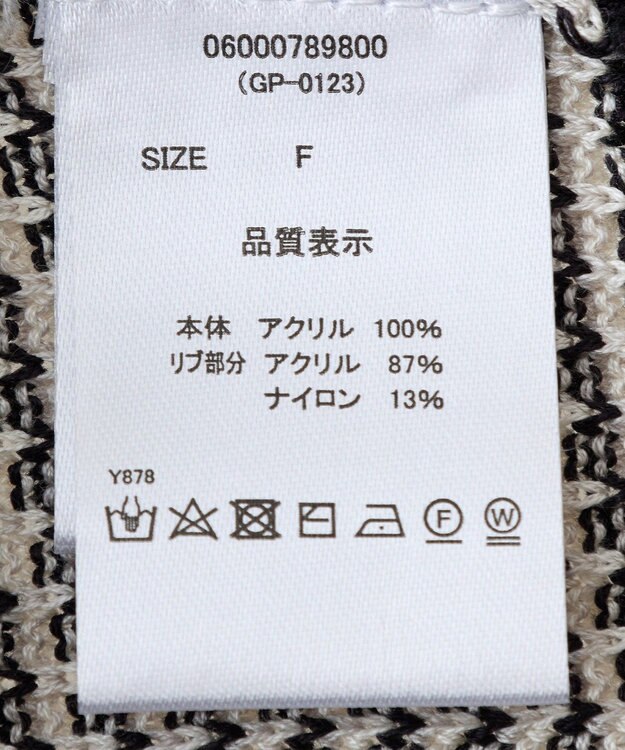 06000789800
(GP-0123)
SIZE F
品質表示
本体 アクリル 100%
リブ部分 アクリル 87%
ナイロン 13%
Y878
F W